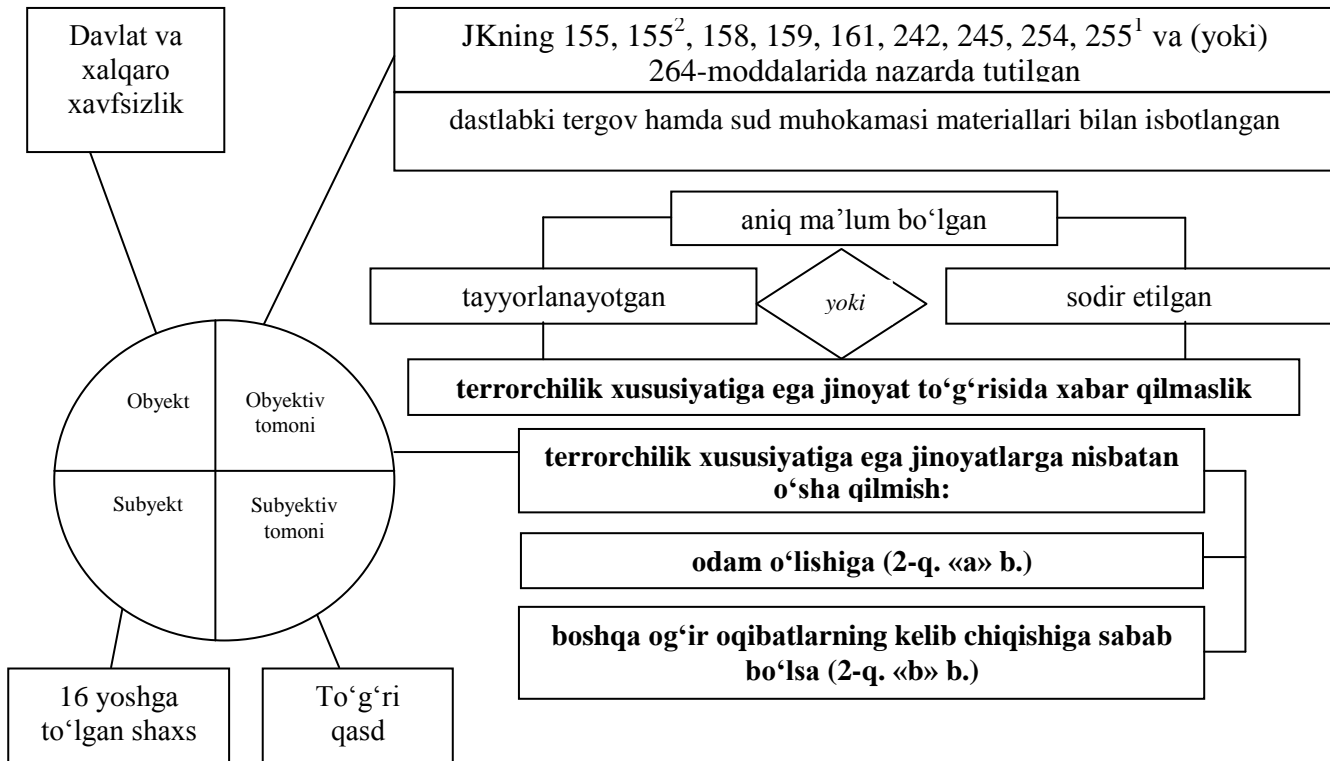 Davlat va
xalqaro
xavfsizlik
JKning 155, 155², 158, 159, 161, 242, 245, 254, 255¹ va (yoki)
264-moddalarida nazarda tutilgan
dastlabki tergov hamda sud muhokamasi materiallari bilan isbotlangan
aniq ma’lum bo‘lgan
tayyorlanayotgan
yoki
sodir etilgan
terrorchilik xususiyatiga ega jinoyat to‘g‘risida xabar qilmaslik
Obyekt
Obyektiv
tomoni
Subyekt
Subyektiv
tomoni
terrorchilik xususiyatiga ega jinoyatlarga nisbatan
o‘sha qilmish:
odam o‘lishiga (2-q. «a» b.)
boshqa og‘ir oqibatlarning kelib chiqishiga sabab
bo‘lsa (2-q. «b» b.)
16 yoshga
to‘lgan shaxs
To‘g‘ri
qasd